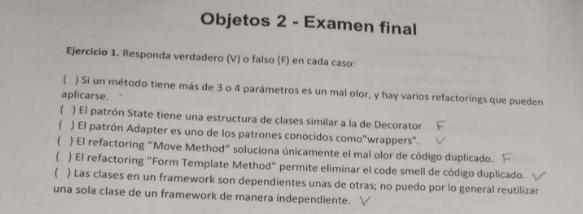 Objetos 2 - Examen final
Ejercicio 1. Responda verdadero (V) o falso (F) en cada caso:
( ) Si un método tiene más de 3 o 4 parámetros es un mal olor, y hay varios refactorings que pueden
aplicarse.
( ) El patrón State tiene una estructura de clases similar a la de Decorator F
( ) El patrón Adapter es uno de los patrones conocidos como"wrappers". V
( ) El refactoring "Move Method" soluciona únicamente el mal olor de código duplicado. F
( ) El refactoring "Form Template Method" permite eliminar el code smell de código duplicado. V
( ) Las clases en un framework son dependientes unas de otras; no puedo por lo general reutilizar
una sola clase de un framework de manera independiente. V